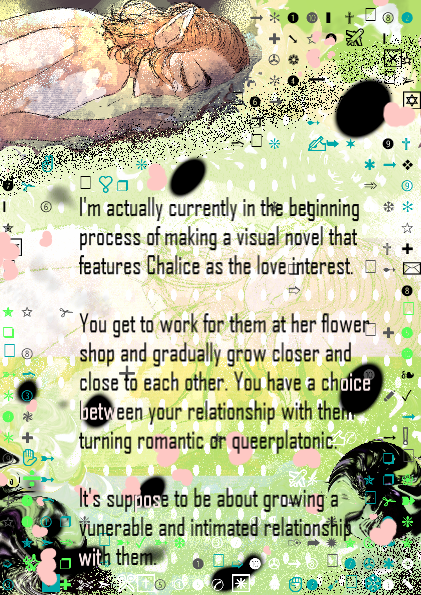 I'm actually currently in the beginning
process of making a visual novel that
features Chalice as the love interest.
You get to work for them at her flower
shop and gradually grow closer and
close to each other. You have a choice
between your relationship with them
turning romantic or queerplatonic.
It's suppose to be about growing a
vunerable and intimated relationship
with them.